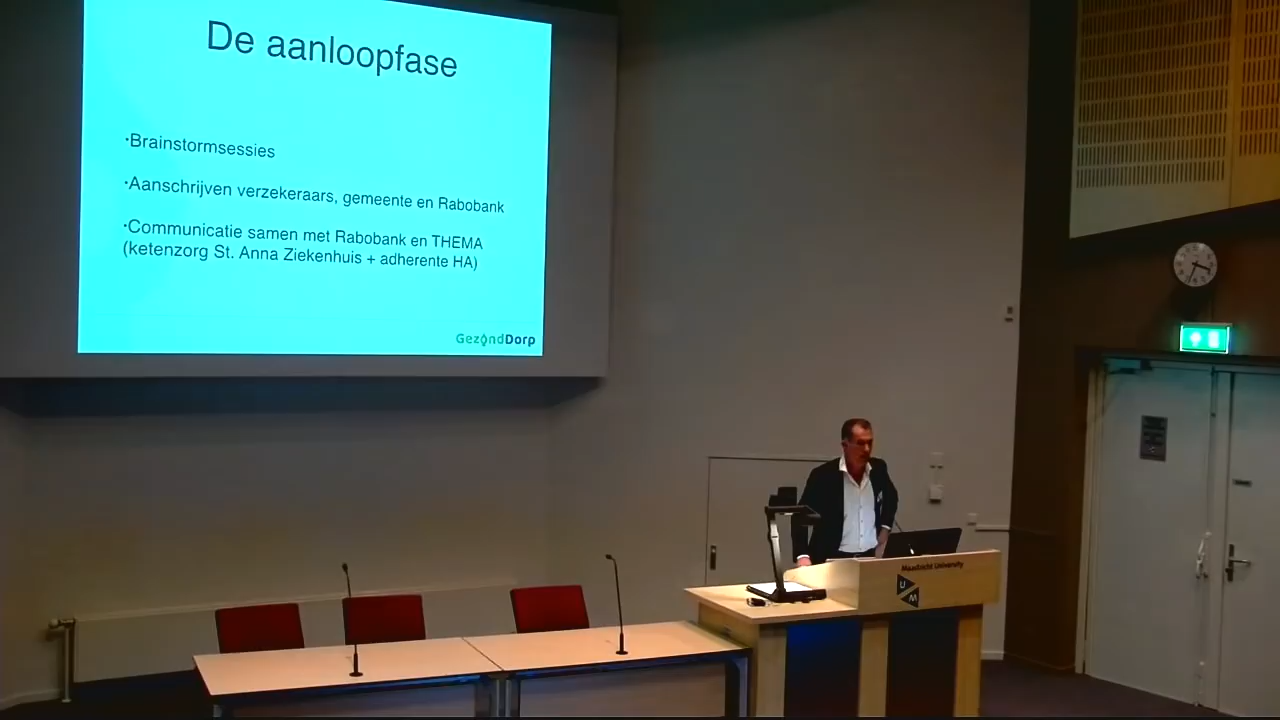 De aanloopfase
·Brainstormsessies
·Aanschrijven verzekeraars, gemeente en Rabobank
·Communicatie samen met Rabobank en THEMA
(ketenzorg St. Anna Ziekenhuis + adherente HA)
GezondDorp
Maastricht University
U
M